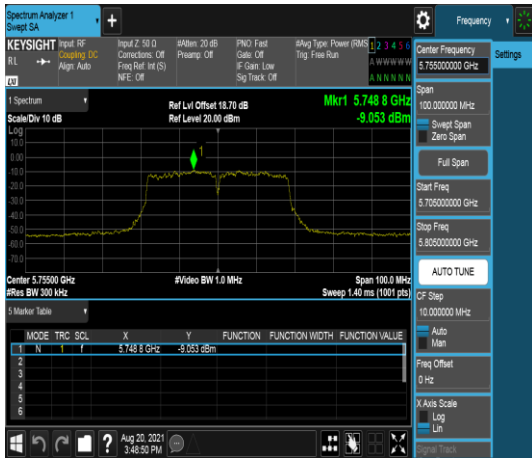 Spectrum Analyzer 1
Swept SA
Frequency
KEYSIGHT
RL
LXI
Input: RF
Coupling: DC
Align: Auto
Input Z: 50 Ω
Corrections: Off
Freq Ref: Int (S)
NFE: Off
#Atten: 20 dB
Preamp: Off
PNO: Fast
Gate: Off
IF Gain: Low
Sig Track: Off
#Avg Type: Power (RMS
Trig: Free Run
1 2 3 4 5 6
A W W W W W
A N N N N N
Center Frequency
5.755000000 GHz
Settings
Span
100.000000 MHz
Swept Span
Zero Span
Full Span
Start Freq
5.705000000 GHz
Stop Freq
5.805000000 GHz
AUTO TUNE
CF Step
10.000000 MHz
Auto
Man
Freq Offset
0 Hz
X Axis Scale
Log
Lin
Signal Track
1 Spectrum
Scale/Div 10 dB
Ref Lvl Offset 18.70 dB
Ref Level 20.00 dBm
Mkr1 5.748 8 GHz
-9.053 dBm
Log
10.0
0.00
-10.0
-20.0
-30.0
-40.0
-50.0
-60.0
-70.0
1
Center 5.75500 GHz
#Res BW 300 kHz
#Video BW 1.0 MHz
Span 100.0 MHz
Sweep 1.40 ms (1001 pts)
5 Marker Table
MODE TRC SCL X Y FUNCTION FUNCTION WIDTH FUNCTION VALUE
1 N 1 f 5.748 8 GHz -9.053 dBm
2
3
4
5
6
Aug 20, 2021
3:48:50 PM